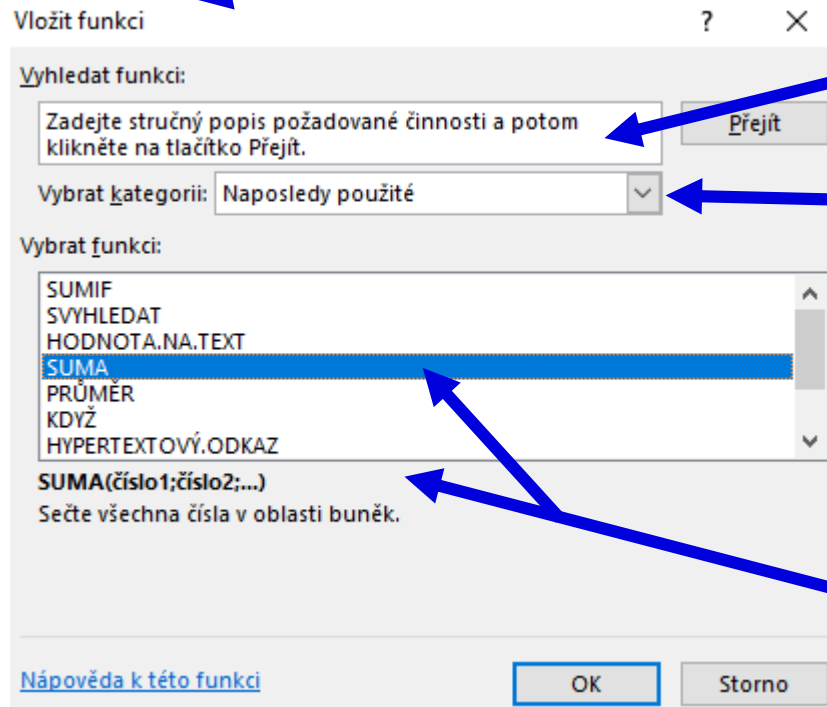 Vložit funkci ?
Vyhledat funkci:
Zadejte stručný popis požadované činnosti a potom
klikněte na tlačítko Přejít.
Přejít
Vybrat kategorii: Naposledy použité
Vybrat funkci:
SUMIF
SVYHLEDAT
HODNOTA.NA.TEXT
SUMA
PRŮMĚR
KDYŽ
HYPERTEXTOVÝ.ODKAZ
SUMA(číslo1;číslo2;...)
Sečte všechna čísla v oblasti buněk.
Nápověda k této funkci
OK
Storno